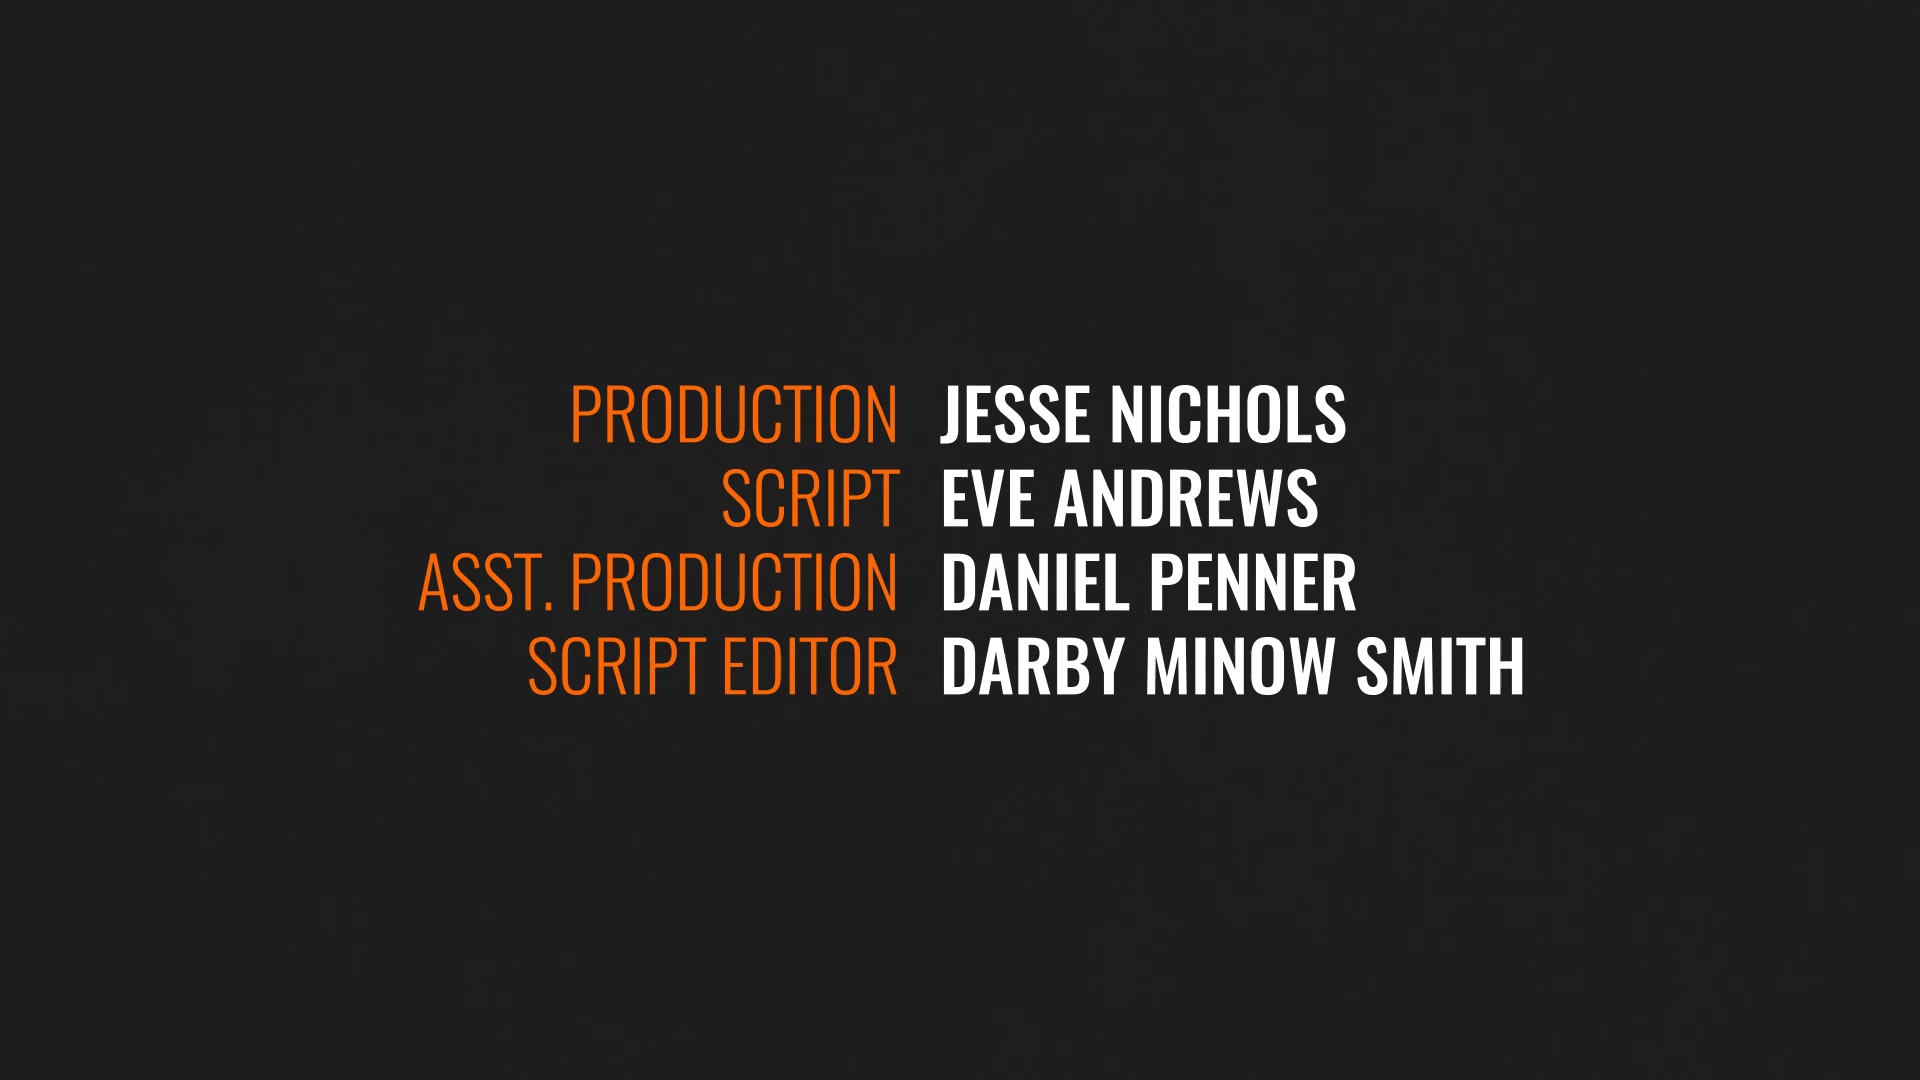 PRODUCTION JESSE NICHOLS
SCRIPT EVE ANDREWS
ASST. PRODUCTION DANIEL PENNER
SCRIPT EDITOR DARBY MINOW SMITH